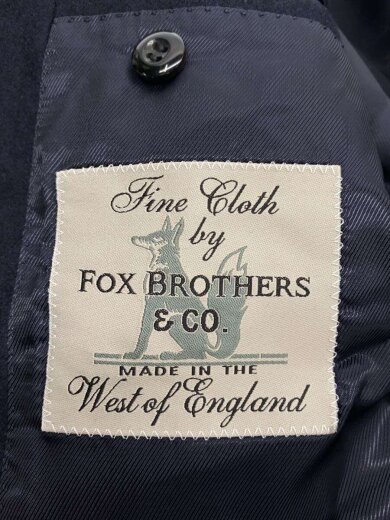 Fine Cloth
by
FOX BROTHERS
& CO.
MADE IN THE
West of England